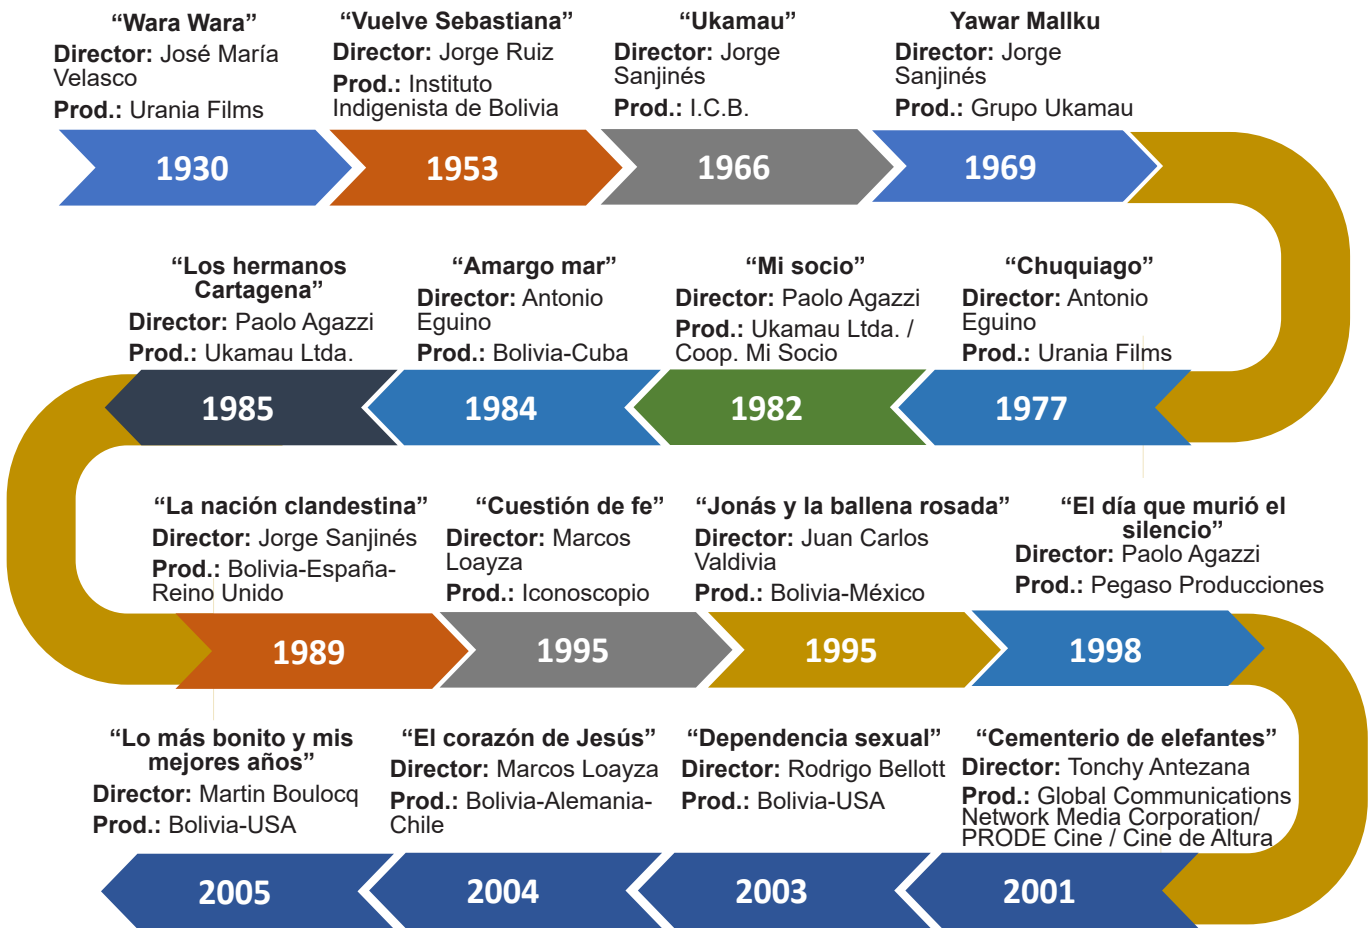 “Wara Wara”
Director: José María
Velasco
Prod.: Urania Films
1930
“Vuelve Sebastiana”
Director: Jorge Ruiz
Prod.: Instituto
Indigenista de Bolivia
1953
“Ukamau”
Director: Jorge
Sanjinés
Prod.: I.C.B.
1966
Yawar Mallku
Director: Jorge
Sanjinés
Prod.: Grupo Ukamau
1969
“Chuquiago”
Director: Antonio
Eguino
Prod.: Urania Films
1977
“Mi socio”
Director: Paolo Agazzi
Prod.: Ukamau Ltda. /
Coop. Mi Socio
1982
“Amargo mar”
Director: Antonio
Eguino
Prod.: Bolivia-Cuba
1984
“Los hermanos
Cartagena”
Director: Paolo Agazzi
Prod.: Ukamau Ltda.
1985
“La nación clandestina”
Director: Jorge Sanjinés
Prod.: Bolivia-España-
Reino Unido
1989
“Cuestión de fe”
Director: Marcos
Loayza
Prod.: Iconoscopio
1995
“Jonás y la ballena rosada”
Director: Juan Carlos
Valdivia
Prod.: Bolivia-México
1995
“El día que murió el
silencio”
Director: Paolo Agazzi
Prod.: Pegaso Producciones
1998
“Cementerio de elefantes”
Director: Tonchy Antezana
Prod.: Global Communications
Network Media Corporation/
PRODE Cine / Cine de Altura
2001
“Dependencia sexual”
Director: Rodrigo Bellott
Prod.: Bolivia-USA
2003
“El corazón de Jesús”
Director: Marcos Loayza
Prod.: Bolivia-Alemania-
Chile
2004
“Lo más bonito y mis
mejores años”
Director: Martin Boulocq
Prod.: Bolivia-USA
2005